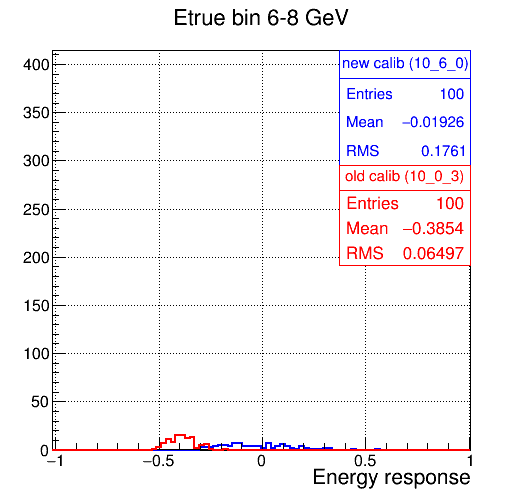 Etrue bin 6-8 GeV
new calib (10_6_0)
Entries 100
Mean −0.01926
RMS 0.1761
old calib (10_0_3)
Entries 100
Mean −0.3854
RMS 0.06497
400
350
300
250
200
150
100
50
0
−1 −0.5 0 0.5 1
Energy response